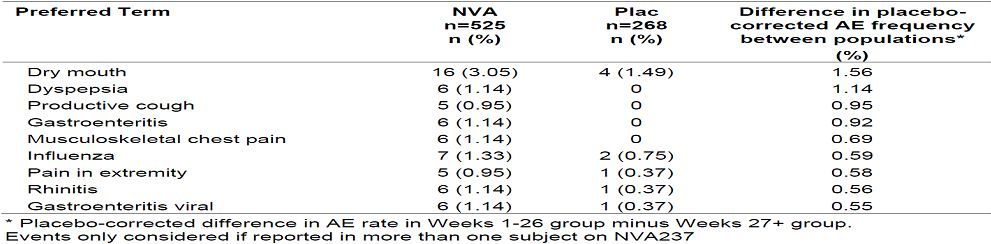 Preferred Term NVA Plac Difference in placebo-
n=525 n=268 corrected AE frequency
n (%) n (%) between populations*
(%)
Dry mouth 16 (3.05) 4 (1.49) 1.56
Dyspepsia 6 (1.14) 0 1.14
Productive cough 5 (0.95) 0 0.95
Gastroenteritis 6 (1.14) 0 0.92
Musculoskeletal chest pain 6 (1.14) 0 0.69
Influenza 7 (1.33) 2 (0.75) 0.59
Pain in extremity 5 (0.95) 1 (0.37) 0.58
Rhinitis 6 (1.14) 1 (0.37) 0.56
Gastroenteritis viral 6 (1.14) 1 (0.37) 0.55
* Placebo-corrected difference in AE rate in Weeks 1-26 group minus Weeks 27+ group.
Events only considered if reported in more than one subject on NVA237